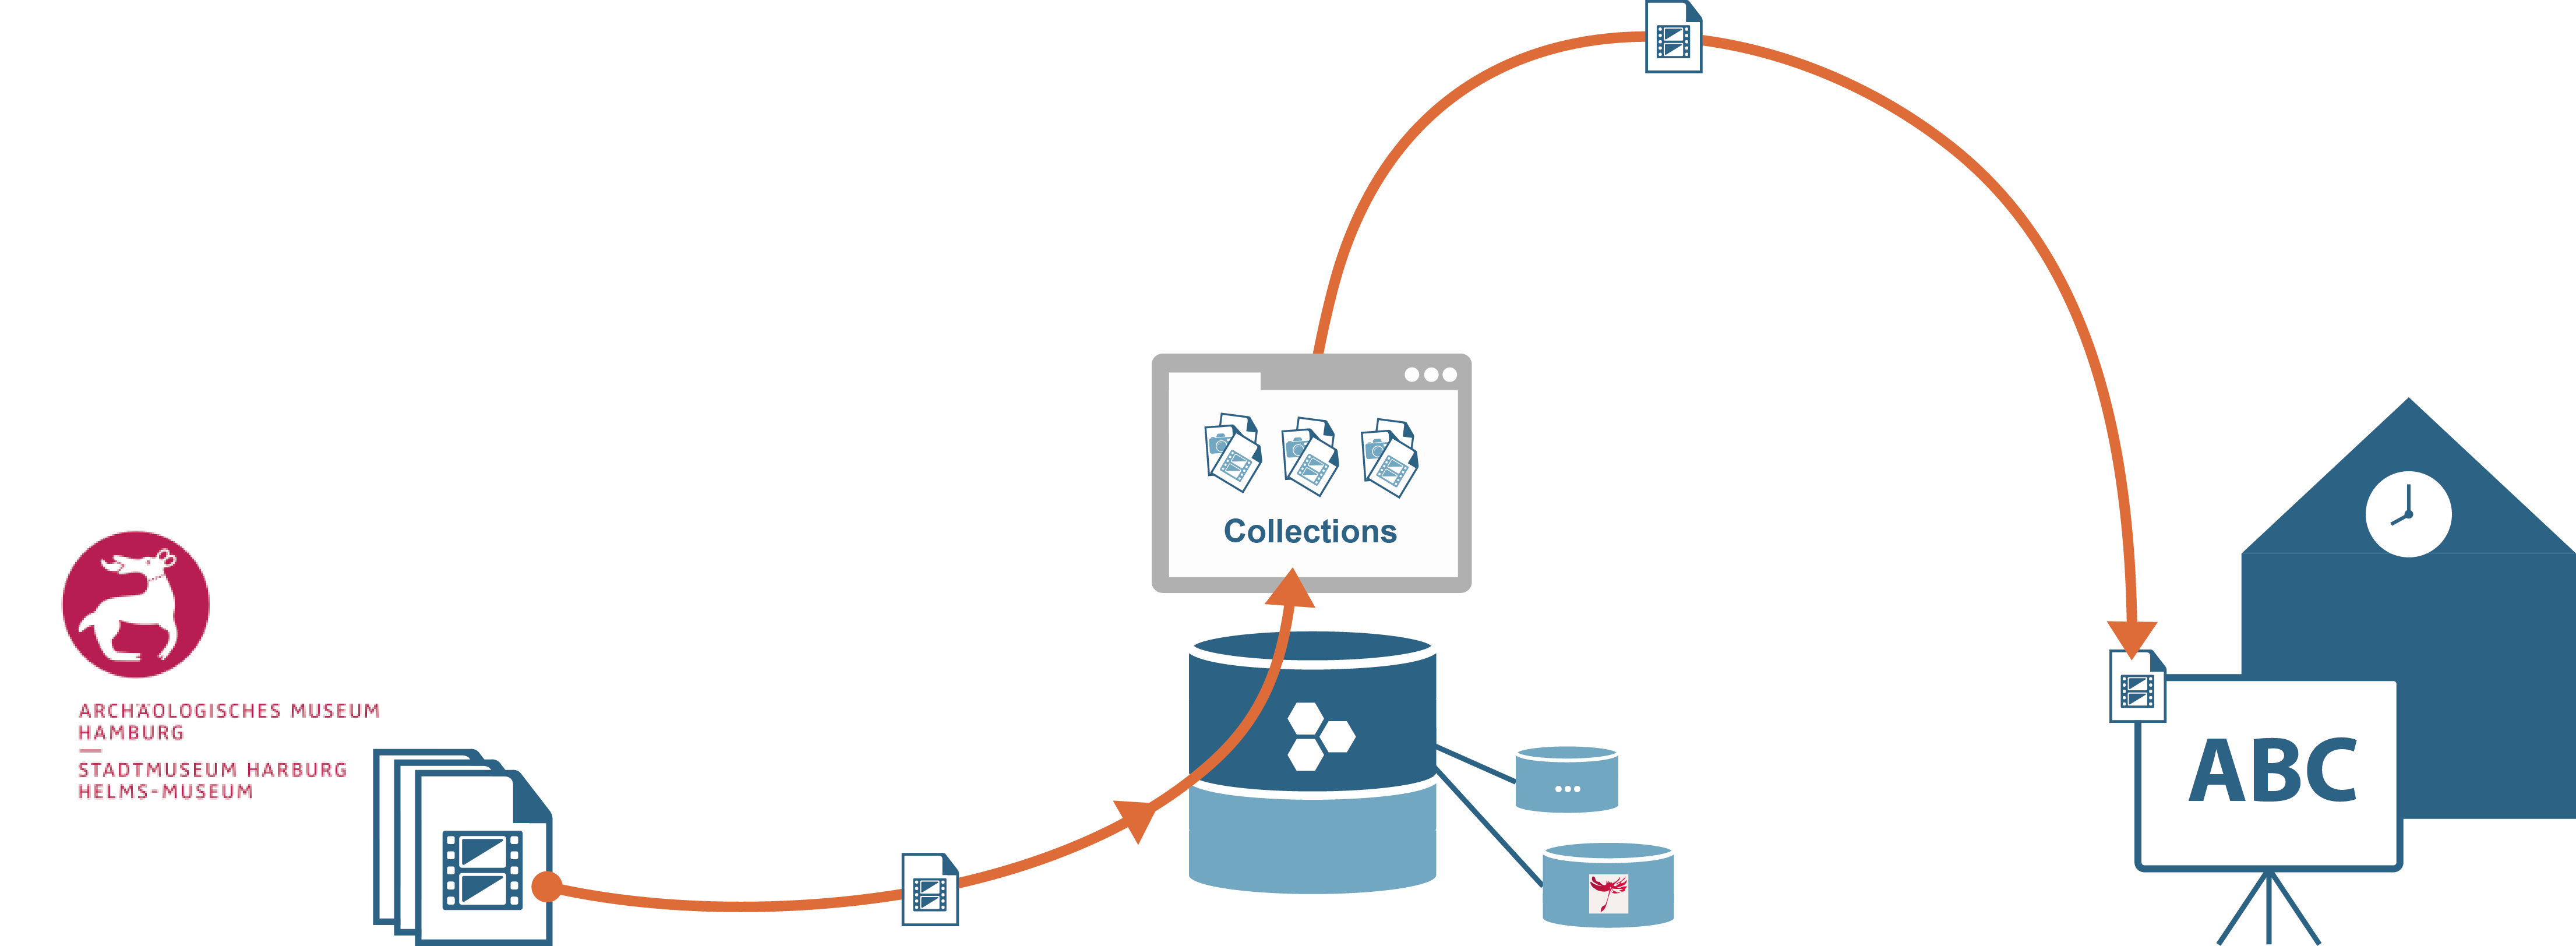 Collections
ARCHÄOLOGISCHES MUSEUM
HAMBURG
STADTMUSEUM HARBURG
HELMS-MUSEUM
ABC